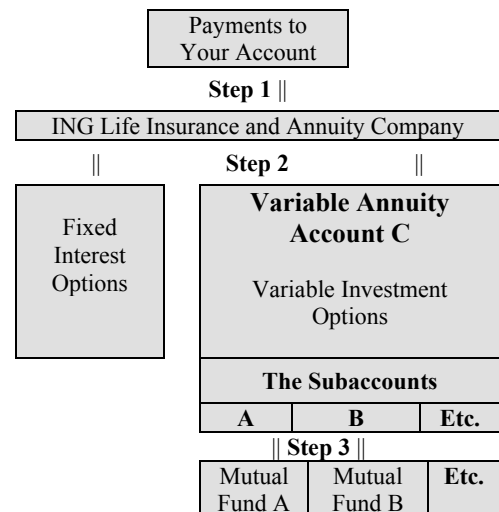 Payments to
Your Account
Step 1 ||
ING Life Insurance and Annuity Company
|| Step 2 ||
Fixed
Interest
Options
Variable Annuity
Account C
Variable Investment
Options
The Subaccounts
A B Etc.
|| Step 3 ||
Mutual
Fund A
Mutual
Fund B
Etc.